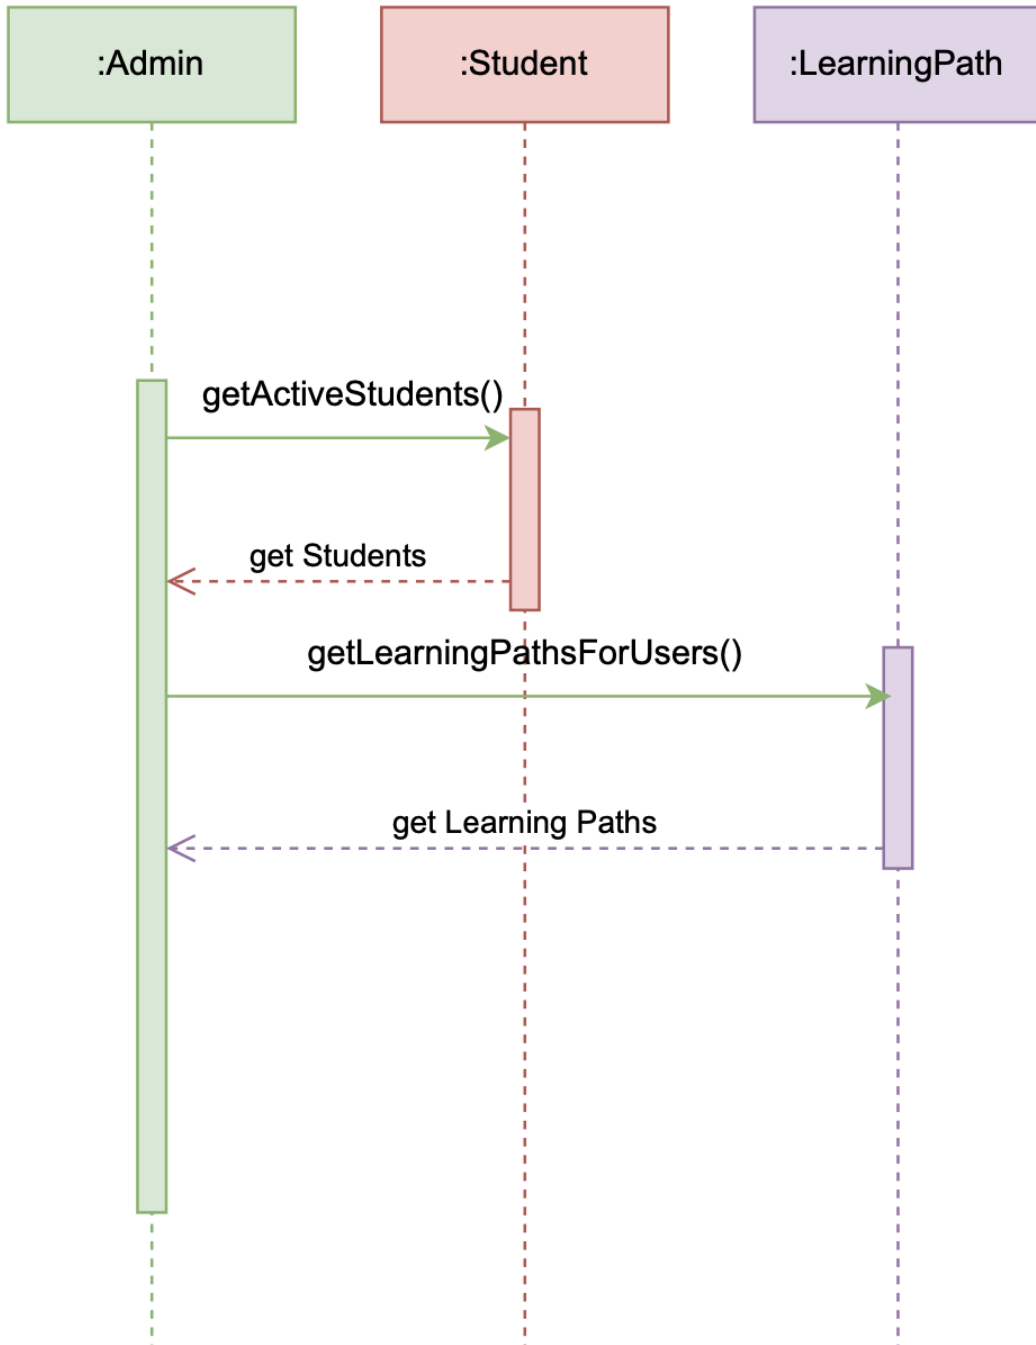 :Admin
:Student
:LearningPath
getActiveStudents()
get Students
getLearningPathsForUsers()
get Learning Paths